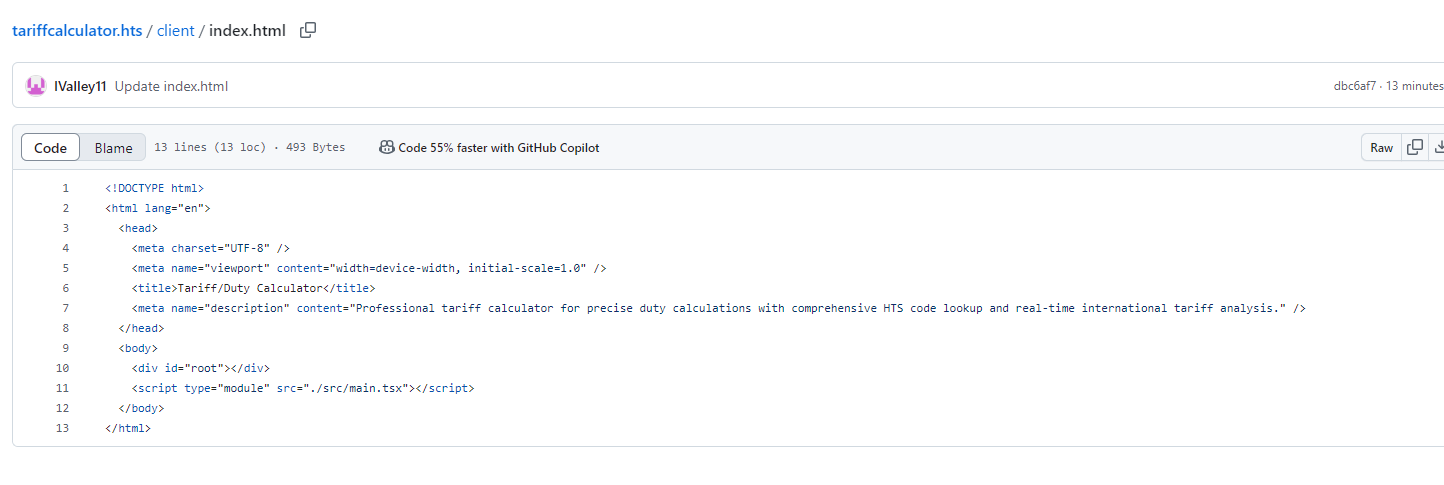 tariffcalculator.hts / client / index.html
lValley11 Update index.html
dbc6af7 · 13 minutes
Code Blame 13 lines (13 loc) · 493 Bytes Code 55% faster with GitHub Copilot Raw
1 <!DOCTYPE html>
2 <html lang="en">
3 <head>
4 <meta charset="UTF-8" />
5 <meta name="viewport" content="width=device-width, initial-scale=1.0" />
6 <title>Tariff/Duty Calculator</title>
7 <meta name="description" content="Professional tariff calculator for precise duty calculations with comprehensive HTS code lookup and real-time international tariff analysis." />
8 </head>
9 <body>
10 <div id="root"></div>
11 <script type="module" src="./src/main.tsx"></script>
12 </body>
13 </html>